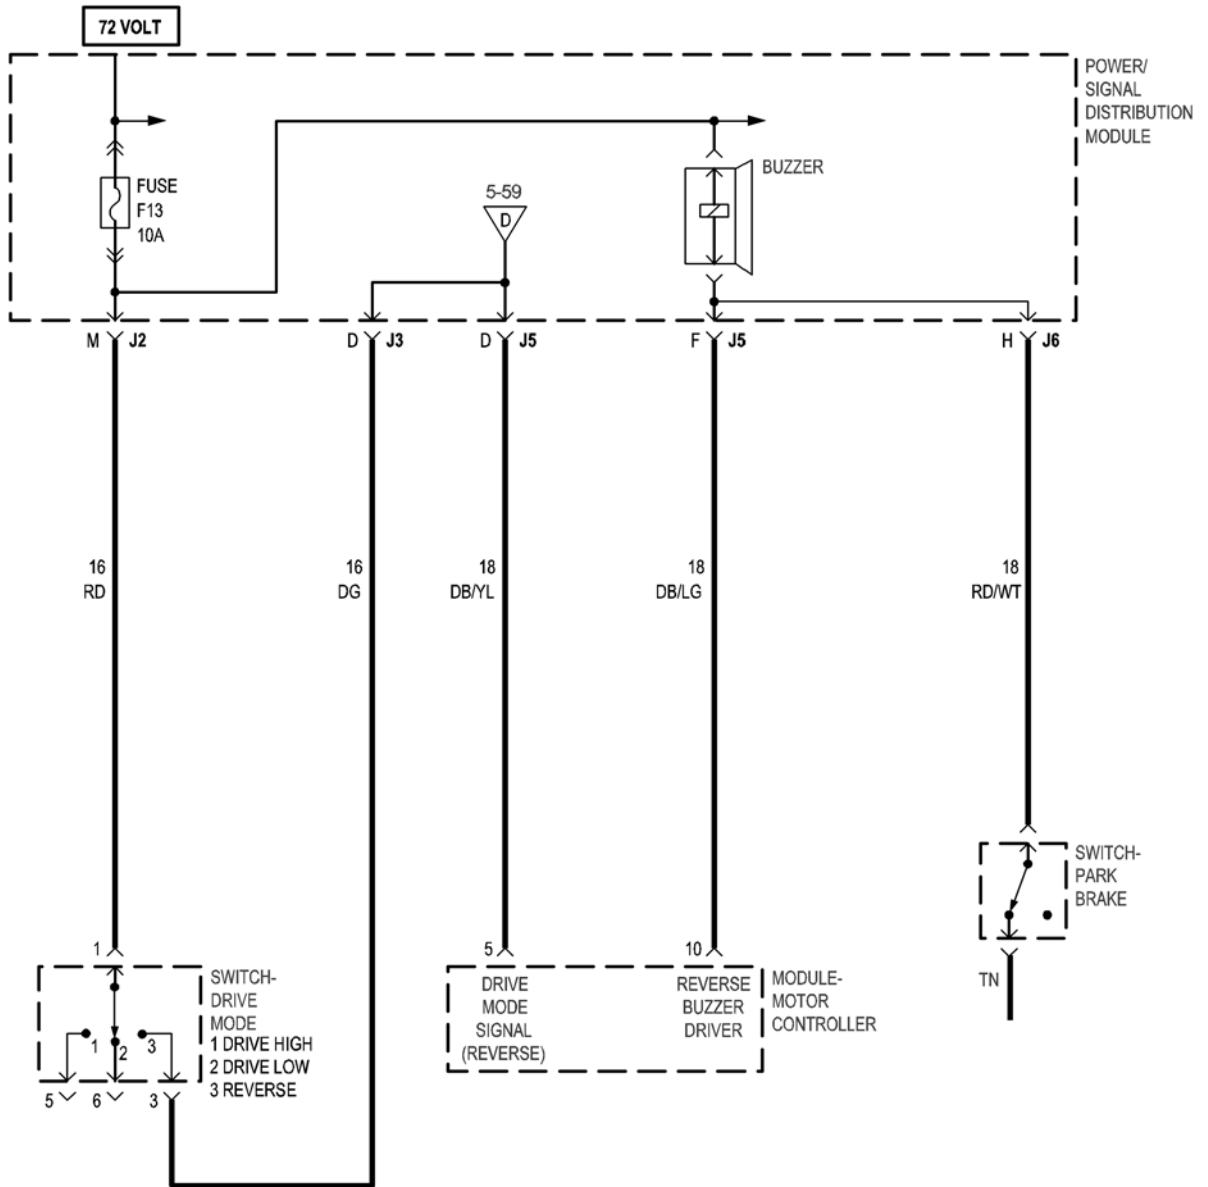 72 VOLT
POWER/
SIGNAL
DISTRIBUTION
MODULE
FUSE
F13
10A
5-59
D
BUZZER
M J2
D J3
D J5
F J5
H J6
16
RD
16
DG
18
DB/YL
18
DB/LG
18
RD/WT
SWITCH-
PARK
BRAKE
TN
1
SWITCH-
DRIVE
MODE
1 DRIVE HIGH
2 DRIVE LOW
3 REVERSE
1
2
3
5
6
3
5
10
DRIVE
MODE
SIGNAL
(REVERSE)
REVERSE
BUZZER
DRIVER
MODULE-
MOTOR
CONTROLLER